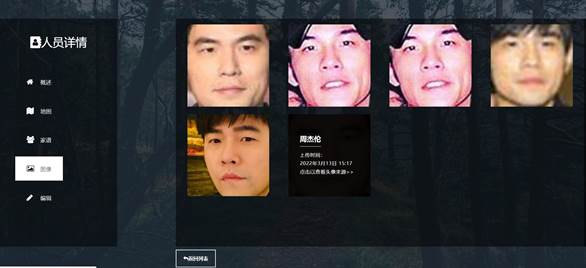 人员详情
概述
地图
家谱
图像
编辑
周杰伦
上传时间:
2022年3月13日 15:17
点击以查看头像来源>>
返回列表